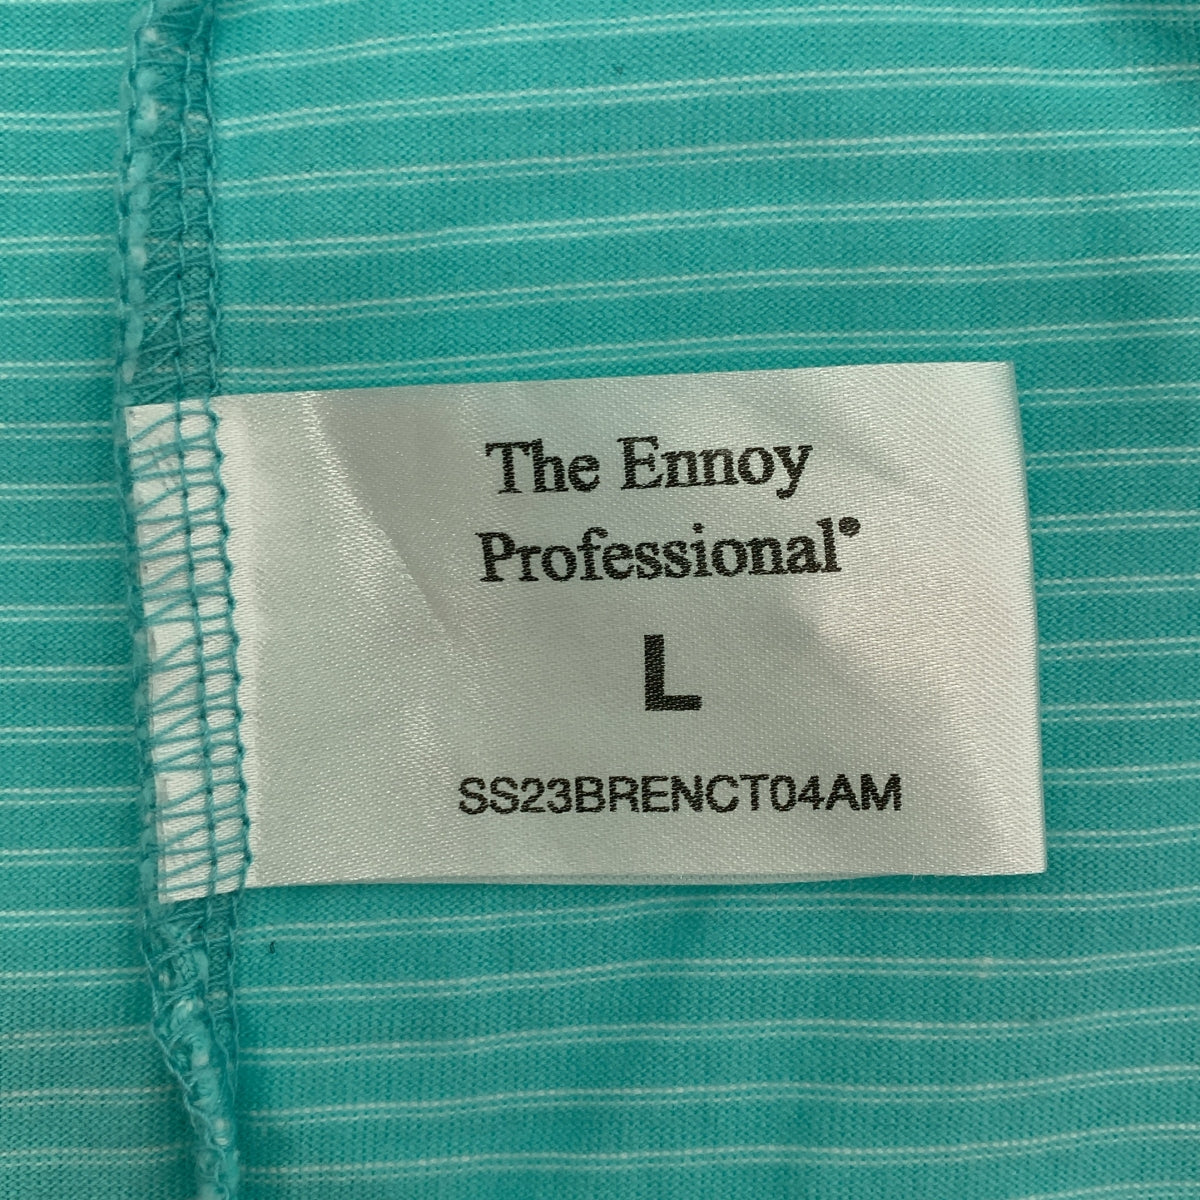 The Ennoy
Professional®
L
SS23BRENCT04AM